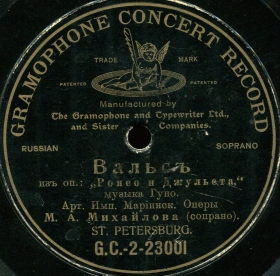 GRAMOPHONE CONCERT RECORD
TRADE MARK
PATENTED PATENTED
Manufactured by
The Gramophone and Typewriter Ltd.,
and Sister Companies.
RUSSIAN SOPRANO
Вальсъ
изъ оп.: „Ромео и Джульета.“
музыка Гуно.
Арт. Имп. Маріинск. Оперы
М. А. Михайлова (сопрано).
ST. PETERSBURG.
G.C.-2-23001